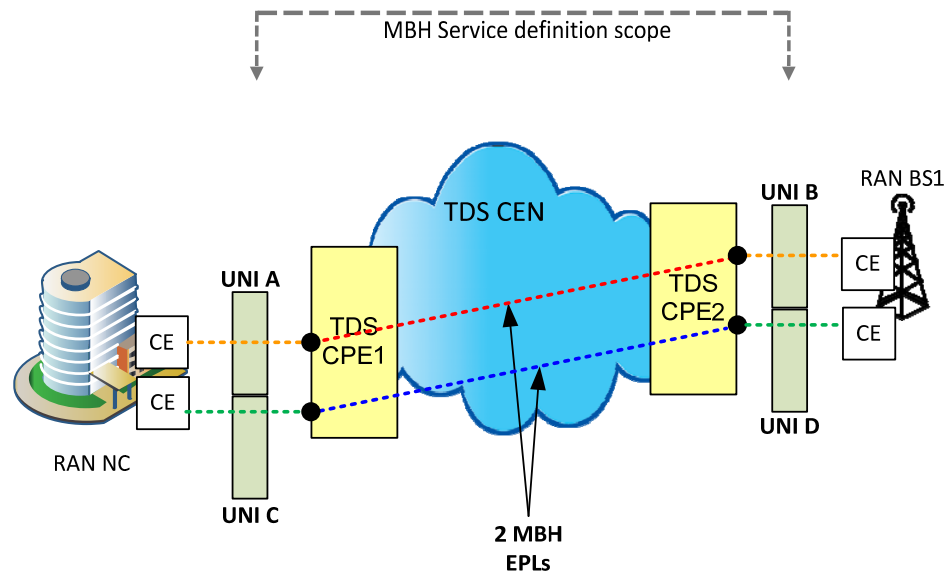 MBH Service definition scope
RAN BS1
UNI B
TDS CEN
CE
TDS
CPE2
UNI A
TDS
CPE1
CE
CE
CE
UNI D
RAN NC
UNI C
2 MBH
EPLs